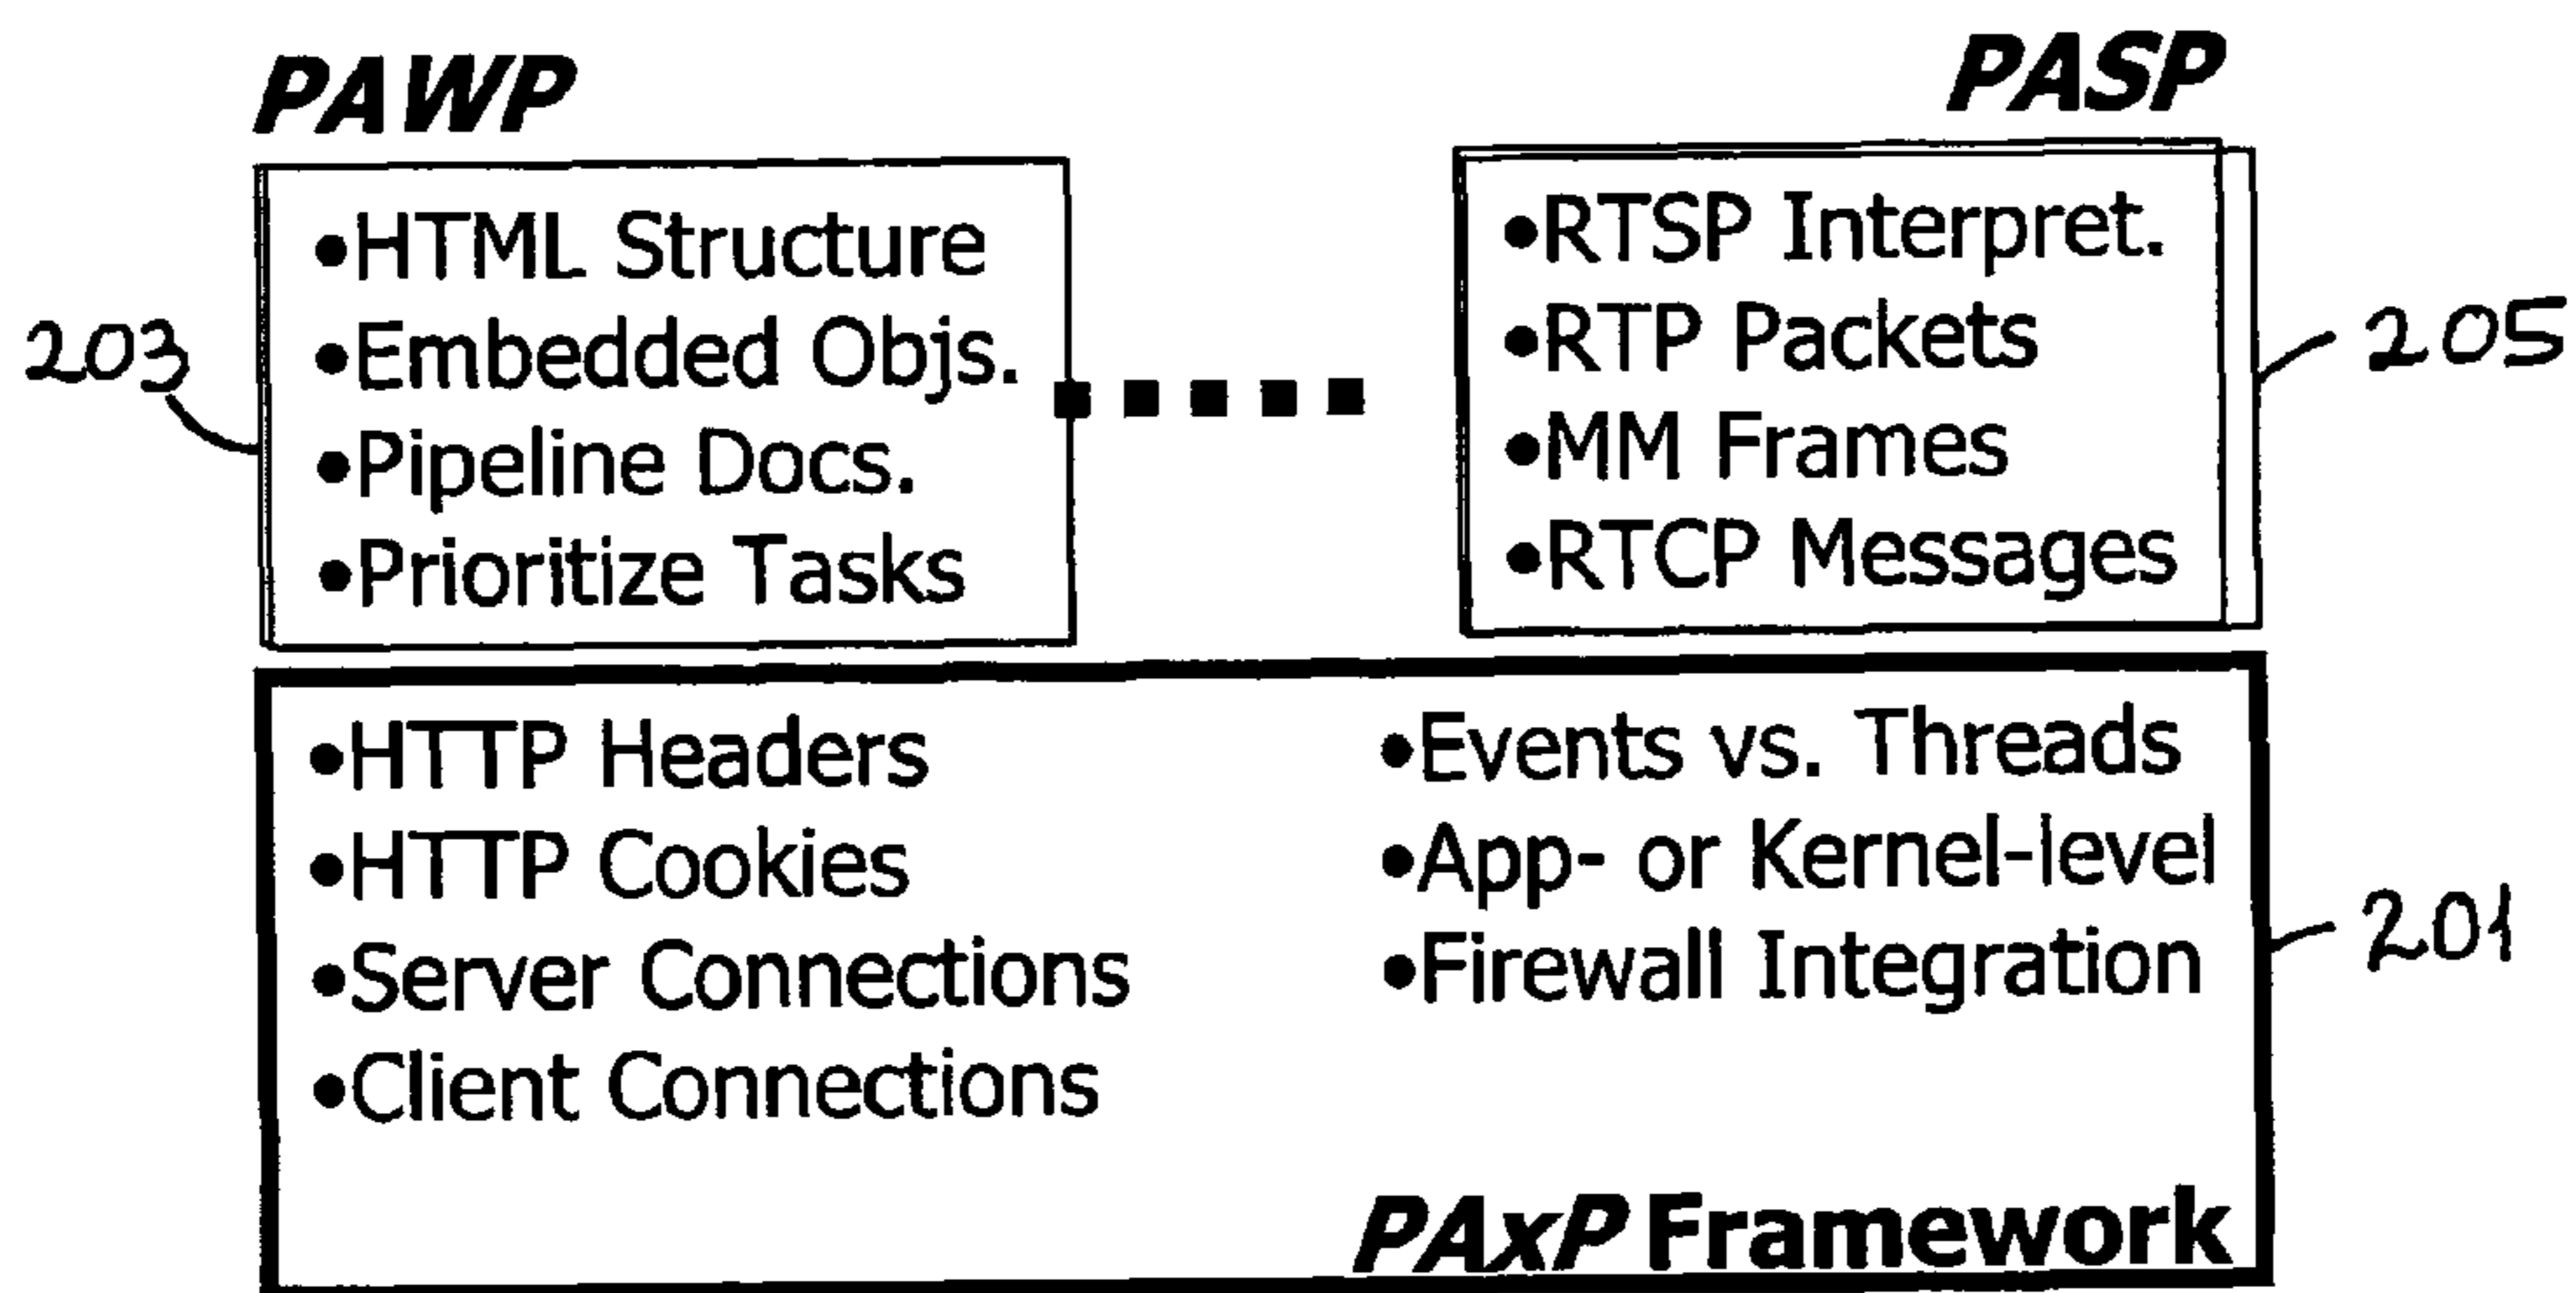 PAWP
•HTML Structure
•Embedded Objs.
•Pipeline Docs.
•Prioritize Tasks
203
PASP
•RTSP Interpret.
•RTP Packets
•MM Frames
•RTCP Messages
205
•HTTP Headers
•HTTP Cookies
•Server Connections
•Client Connections
•Events vs. Threads
•App- or Kernel-level
•Firewall Integration
201
PAxP Framework